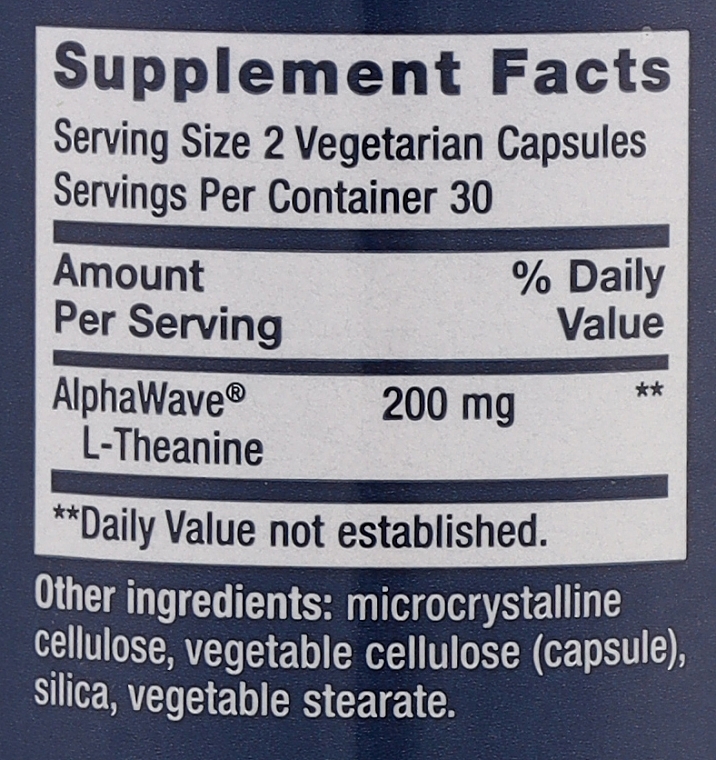 Supplement Facts
Serving Size 2 Vegetarian Capsules
Servings Per Container 30
Amount % Daily
Per Serving Value
AlphaWave® 200 mg **
L-Theanine
**Daily Value not established.
Other ingredients: microcrystalline
cellulose, vegetable cellulose (capsule),
silica, vegetable stearate.